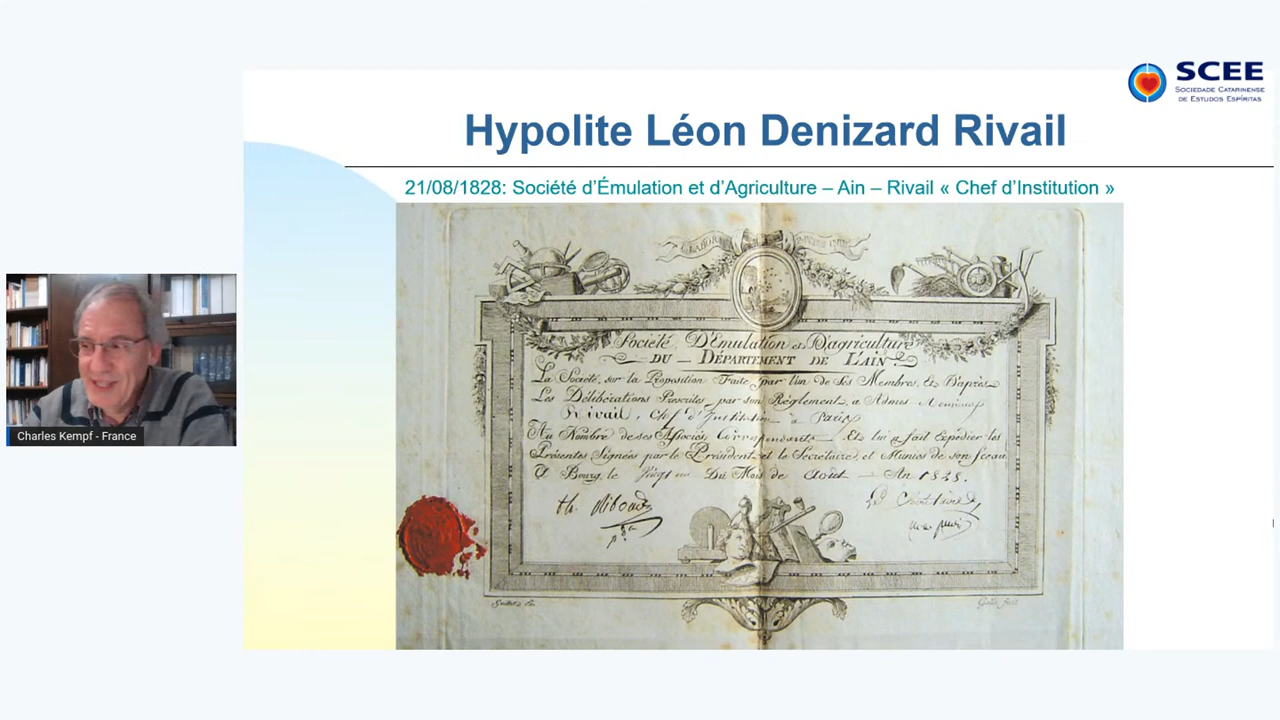 SCEE
SOCIEDADE CATARINENSE
DE ESTUDOS ESPÍRITAS
Hypolite Léon Denizard Rivail
21/08/1828: Société d'Émulation et d'Agriculture – Ain – Rivail « Chef d'Institution »
Société D'Emulation et D'agriculture
DU – DÉPARTEMENT DE L'AIN
La Société, sur la Proposition Faite par l'un de Ses Membres, Et D'après
Les Délibérations Prescrites par son Règlement, a Admis Monsieur
Rivail, Chef d'Institution à Paris
Au Nombre de ses Associés Correspondants Et lui a fait Expédier les
Présentes Signées par le Président et le Secrétaire, et Munies de son Sceau
A Bourg, le Vingt un Du Mois de Aout – An 1828.
Charles Kempf - France